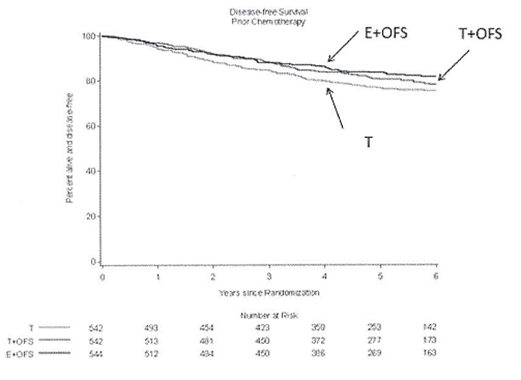 Disease-free Survival
Prior Chemotherapy
E+OFS
T+OFS
T
Percent alive and disease-free
100
80
60
40
20
0
0 1 2 3 4 5 6
Years since Randomization
Number at Risk
T 542 493 454 423 350 253 142
T+OFS 542 513 481 450 372 277 173
E+OFS 544 512 484 450 386 269 163